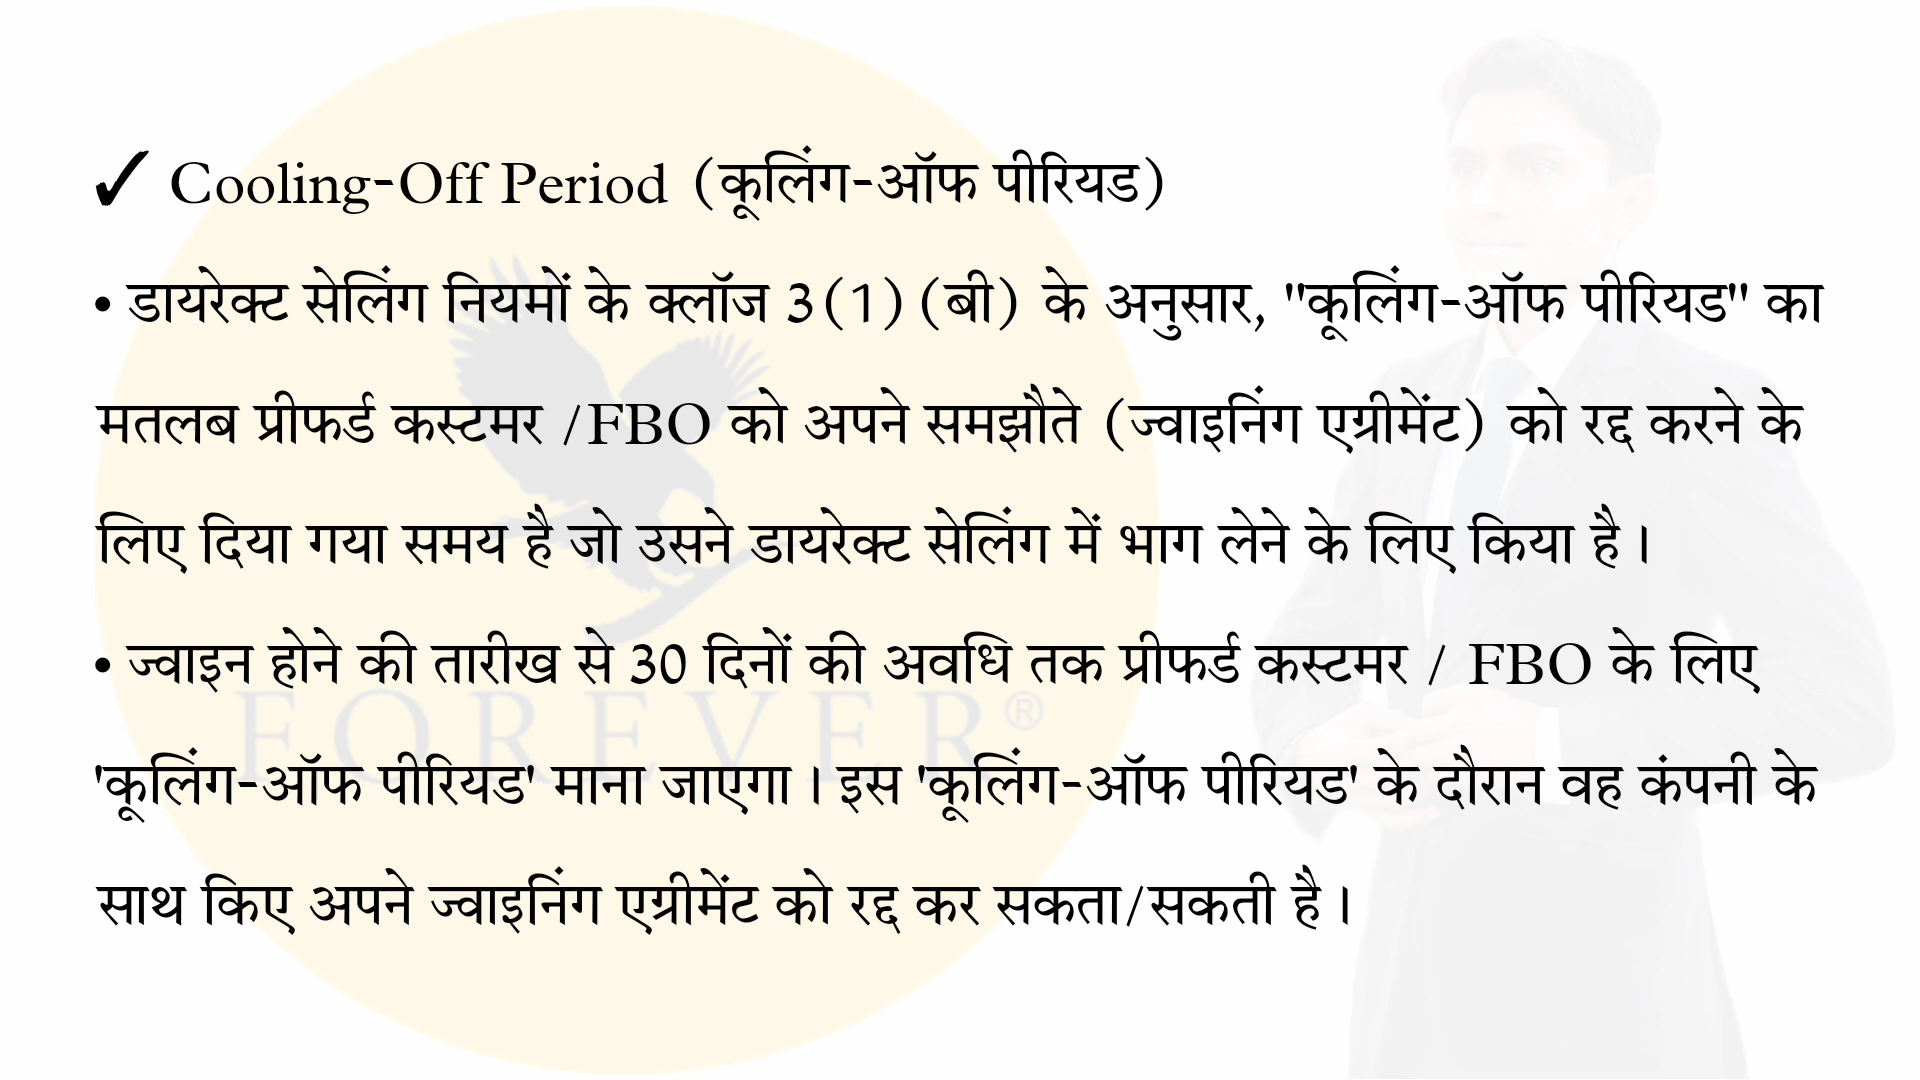 ✓ Cooling-Off Period (कूलिंग-ऑफ पीरियड)
• डायरेक्ट सेलिंग नियमों के क्लॉज 3(1)(बी) के अनुसार, "कूलिंग-ऑफ पीरियड" का
मतलब प्रीफर्ड कस्टमर /FBO को अपने समझौते (ज्वाइनिंग एग्रीमेंट) को रद्द करने के
लिए दिया गया समय है जो उसने डायरेक्ट सेलिंग में भाग लेने के लिए किया है।
• ज्वाइन होने की तारीख से 30 दिनों की अवधि तक प्रीफर्ड कस्टमर / FBO के लिए
FOREVER®
'कूलिंग-ऑफ पीरियड' माना जाएगा। इस 'कूलिंग-ऑफ पीरियड' के दौरान वह कंपनी के
साथ किए अपने ज्वाइनिंग एग्रीमेंट को रद्द कर सकता/सकती है।